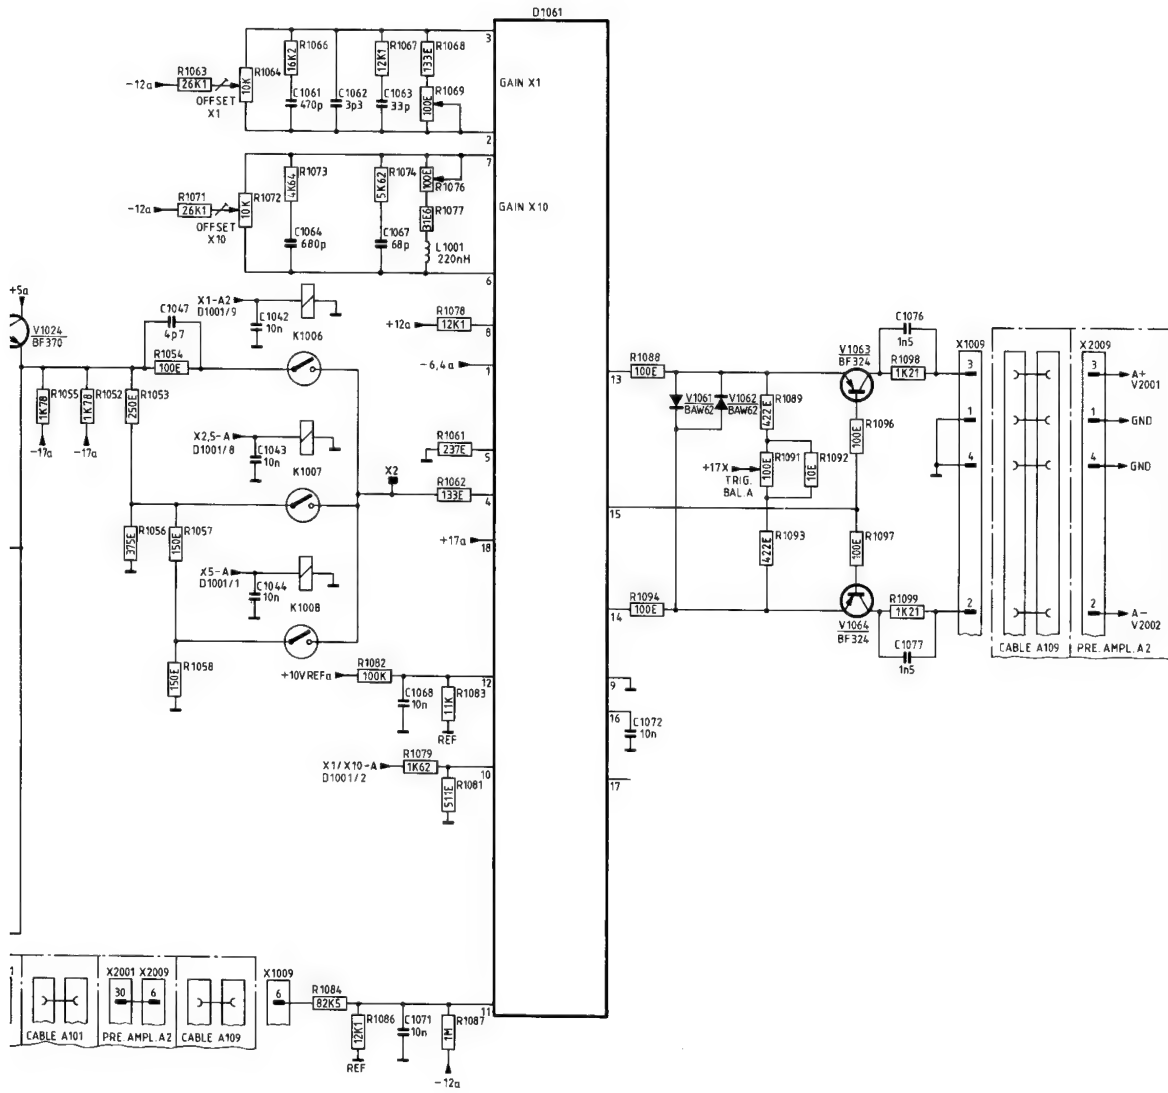 D1061
3
R1066
16K2
R1067
12K1
R1068
133E
-12a
R1063
26K1
OFFSET
X1
R1064
10K
C1061
470p
C1062
3p3
C1063
33p
R1069
100E
GAIN X1
2
7
R1073
4K64
R1074
5K62
100E
R1076
-12a
R1071
26K1
OFFSET
X10
R1072
10K
R1077
31E6
GAIN X10
C1064
680p
C1067
68p
L1001
220nH
6
+5a
V1024
BF370
C1047
4p7
R1054
100E
X1-A2
D1001/9
C1042
10n
K1006
+12a
R1078
12K1
8
-6,4a
1
R1055
1K78
R1052
1K78
R1053
250E
-17a
-17a
X2,5-A
D1001/8
C1043
10n
K1007
R1061
237E
5
X2
R1062
133E
4
+17a
18
R1056
375E
R1057
150E
X5-A
D1001/1
C1044
10n
K1008
R1058
150E
+10VREFa
R1082
100K
12
C1068
10n
R1083
11K
REF
X1/X10-A
D1001/2
R1079
1K62
10
R1081
511E
13
R1088
100E
V1061
BAW62
V1062
BAW62
R1089
422E
+17X
TRIG.
BAL.A
R1091
100E
R1092
10E
15
R1093
422E
14
R1094
100E
V1063
BF324
C1076
1n5
R1098
1K21
R1096
100E
R1097
100E
V1064
BF324
R1099
1K21
C1077
1n5
9
16
C1072
10n
17
X1009
3
1
4
2
CABLE A109
X2009
3
1
4
2
PRE. AMPL. A2
A+
V2001
GND
GND
A-
V2002
1
CABLE A101
X2001
30
X2009
6
PRE. AMPL. A2
CABLE A109
X1009
6
R1084
82K5
11
R1086
12K1
REF
C1071
10n
R1087
1M
-12a